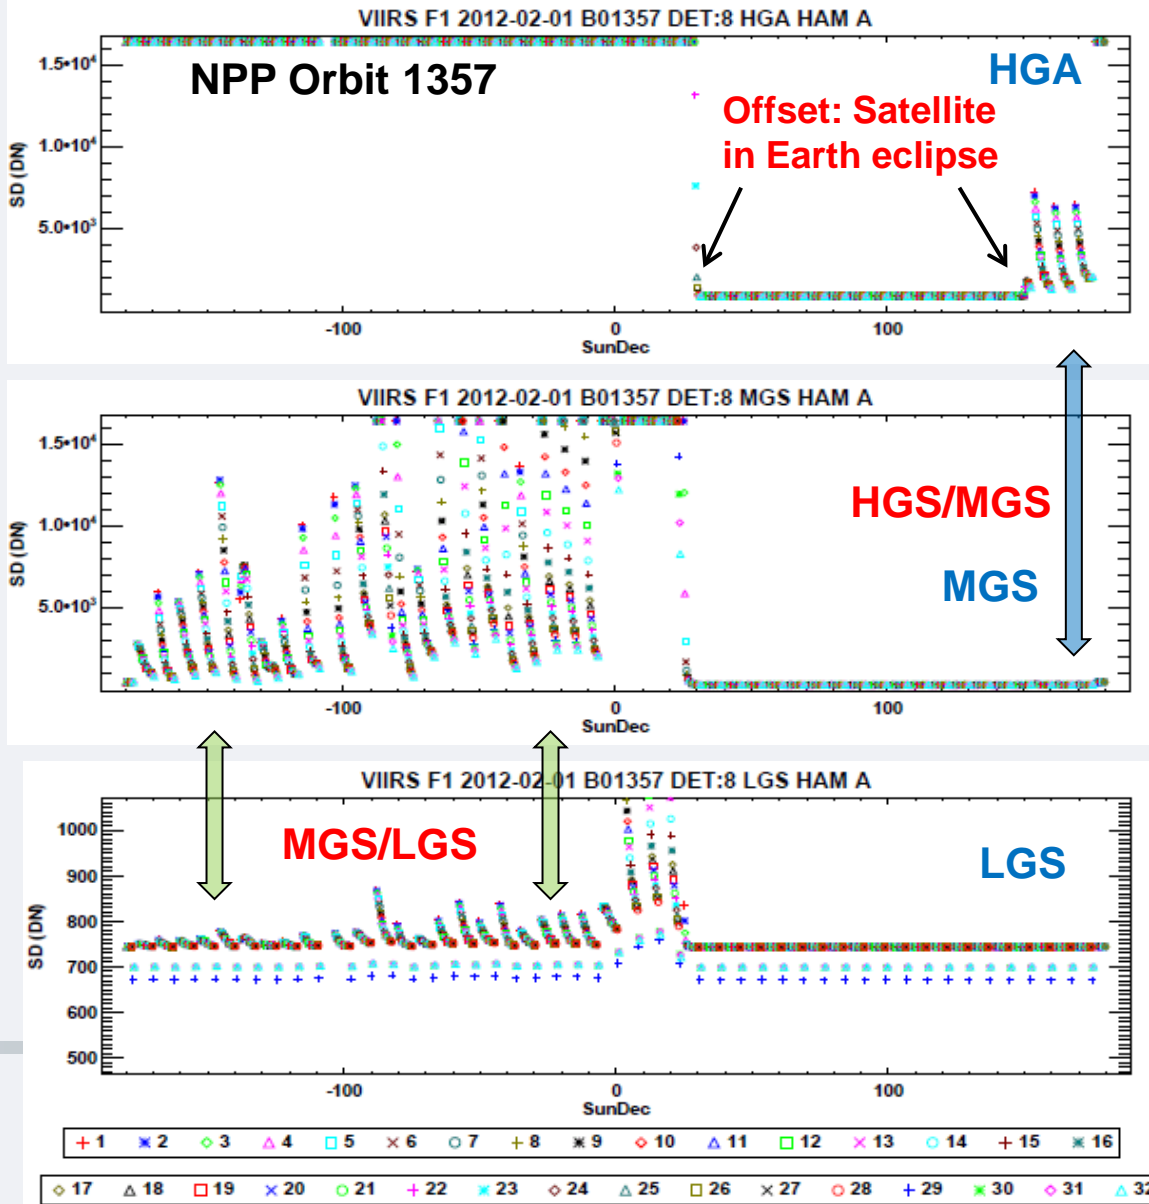 VIIRS F1 2012-02-01 B01357 DET:8 HGA HAM A
NPP Orbit 1357
HGA
Offset: Satellite
in Earth eclipse
1.5•10⁴
1.0•10⁴
5.0•10³
SD (DN)
-100 0 100
SunDec
VIIRS F1 2012-02-01 B01357 DET:8 MGS HAM A
1.5•10⁴
1.0•10⁴
5.0•10³
SD (DN)
HGS/MGS
MGS
-100 0 100
SunDec
VIIRS F1 2012-02-01 B01357 DET:8 LGS HAM A
MGS/LGS
LGS
1000
900
800
700
600
500
SD (DN)
-100 0 100
SunDec
1 2 3 4 5 6 7 8 9 10 11 12 13 14 15 16
17 18 19 20 21 22 23 24 25 26 27 28 29 30 31 32